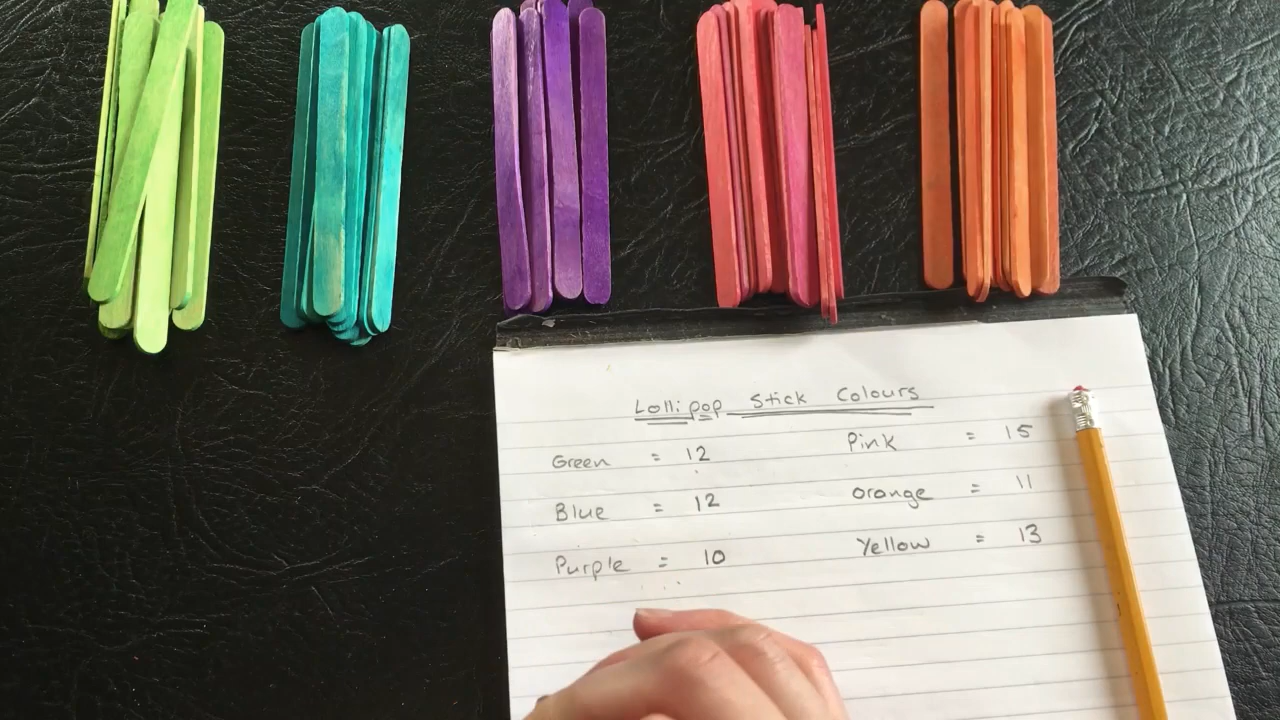 Lollipop Stick Colours
Green = 12
Blue = 12
Purple = 10
Pink = 15
Orange = 11
Yellow = 13